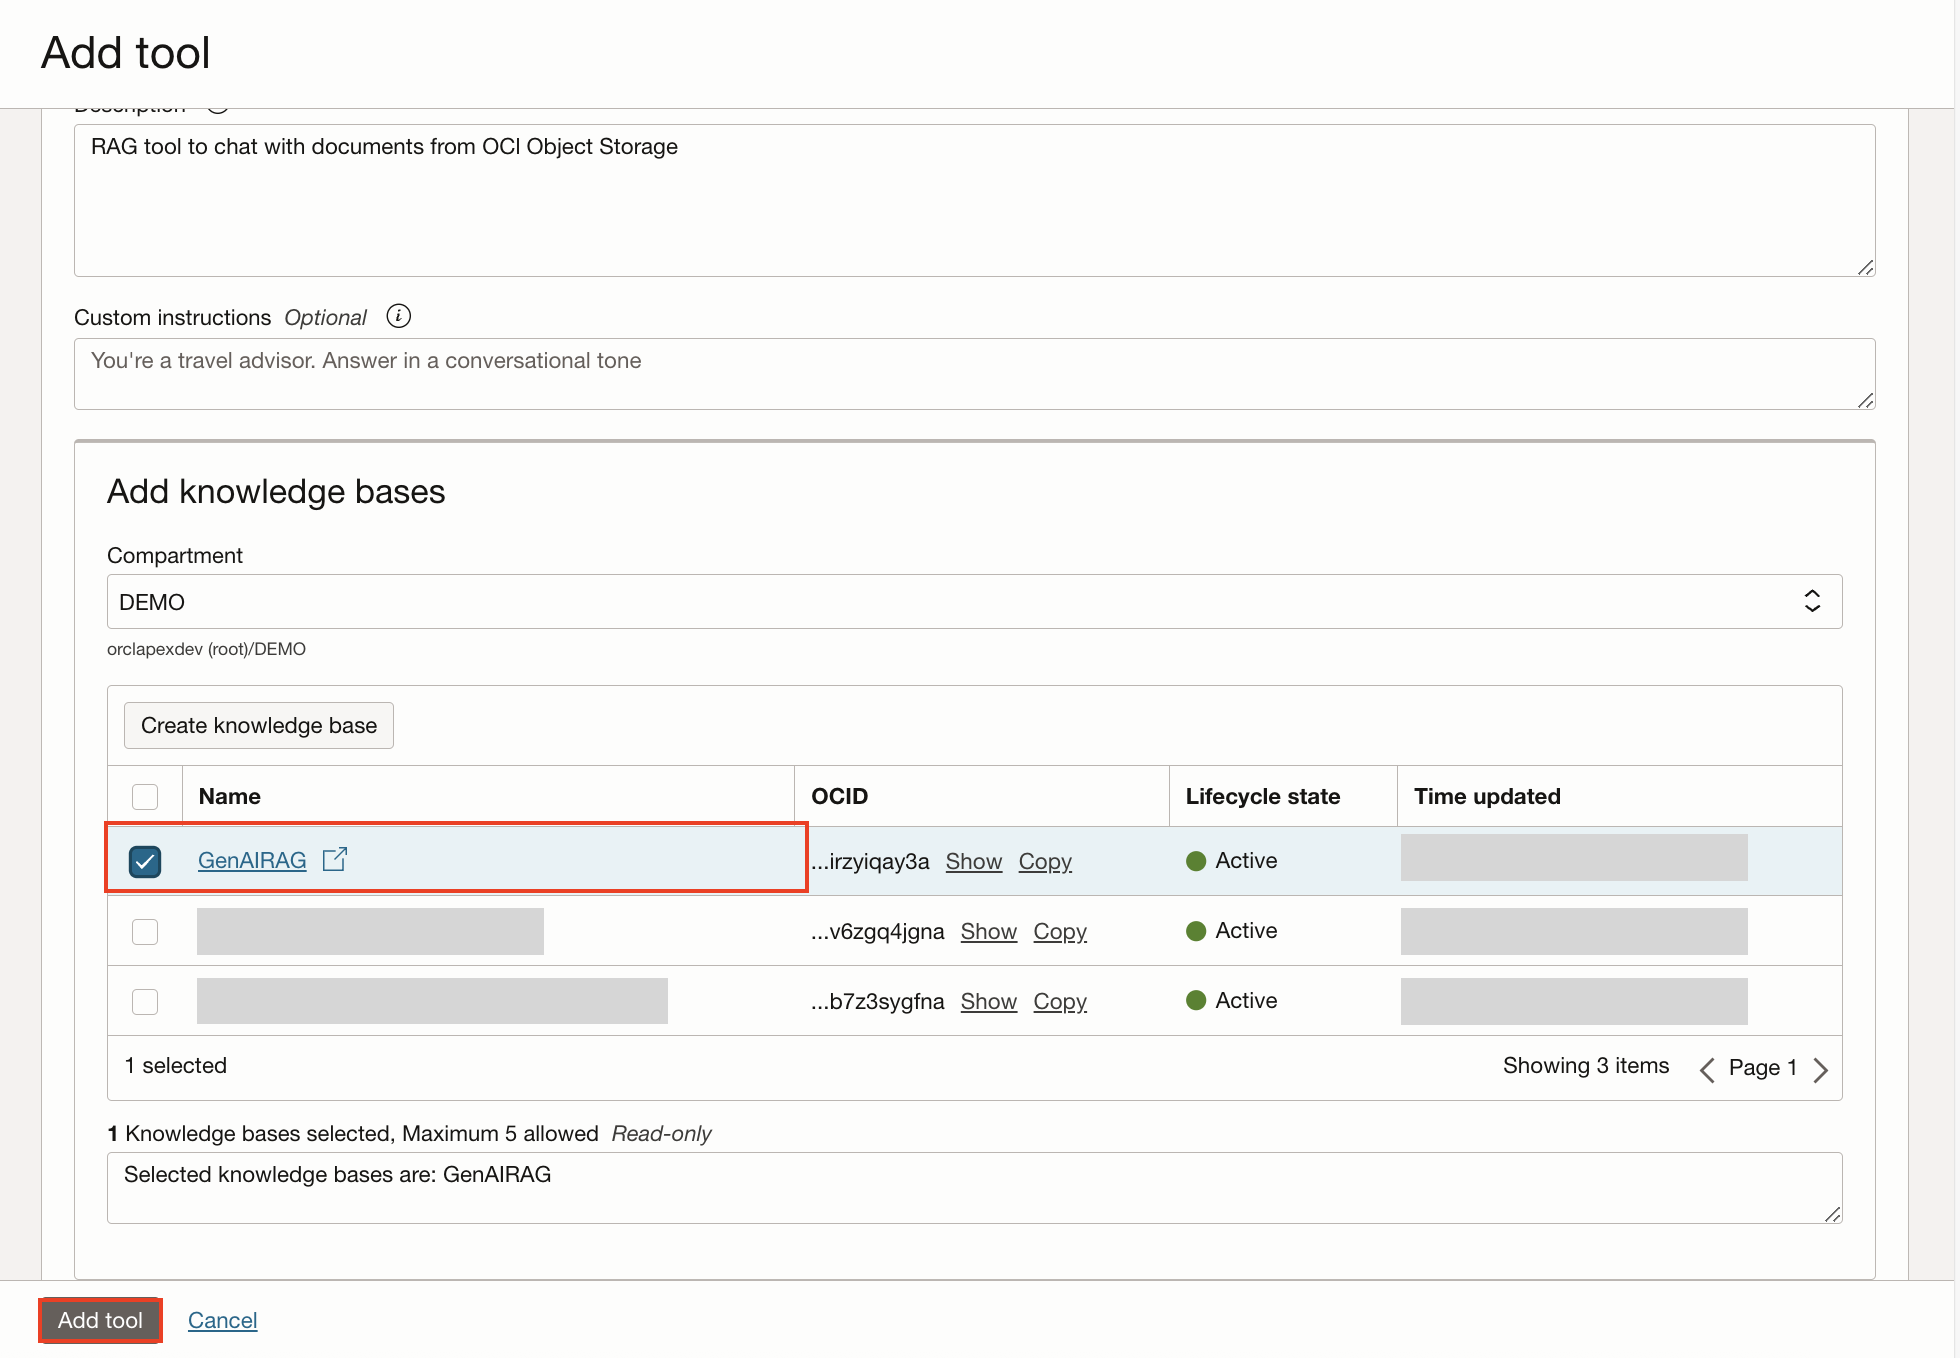 Add tool
Description
RAG tool to chat with documents from OCI Object Storage
Custom instructions Optional
You're a travel advisor. Answer in a conversational tone
Add knowledge bases
Compartment
DEMO
orclapexdev (root)/DEMO
Create knowledge base
Name OCID Lifecycle state Time updated
GenAIRAG ...irzyiqay3a Show Copy Active
...v6zgq4jgna Show Copy Active
...b7z3sygfna Show Copy Active
1 selected Showing 3 items Page 1
1 Knowledge bases selected, Maximum 5 allowed Read-only
Selected knowledge bases are: GenAIRAG
Add tool Cancel